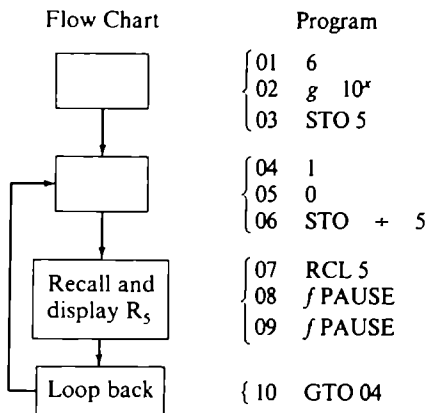 Flow Chart
Program
01 6
02 g 10ˣ
03 STO 5
04 1
05 0
06 STO ÷ 5
Recall and
display R₅
07 RCL 5
08 f PAUSE
09 f PAUSE
Loop back
10 GTO 04